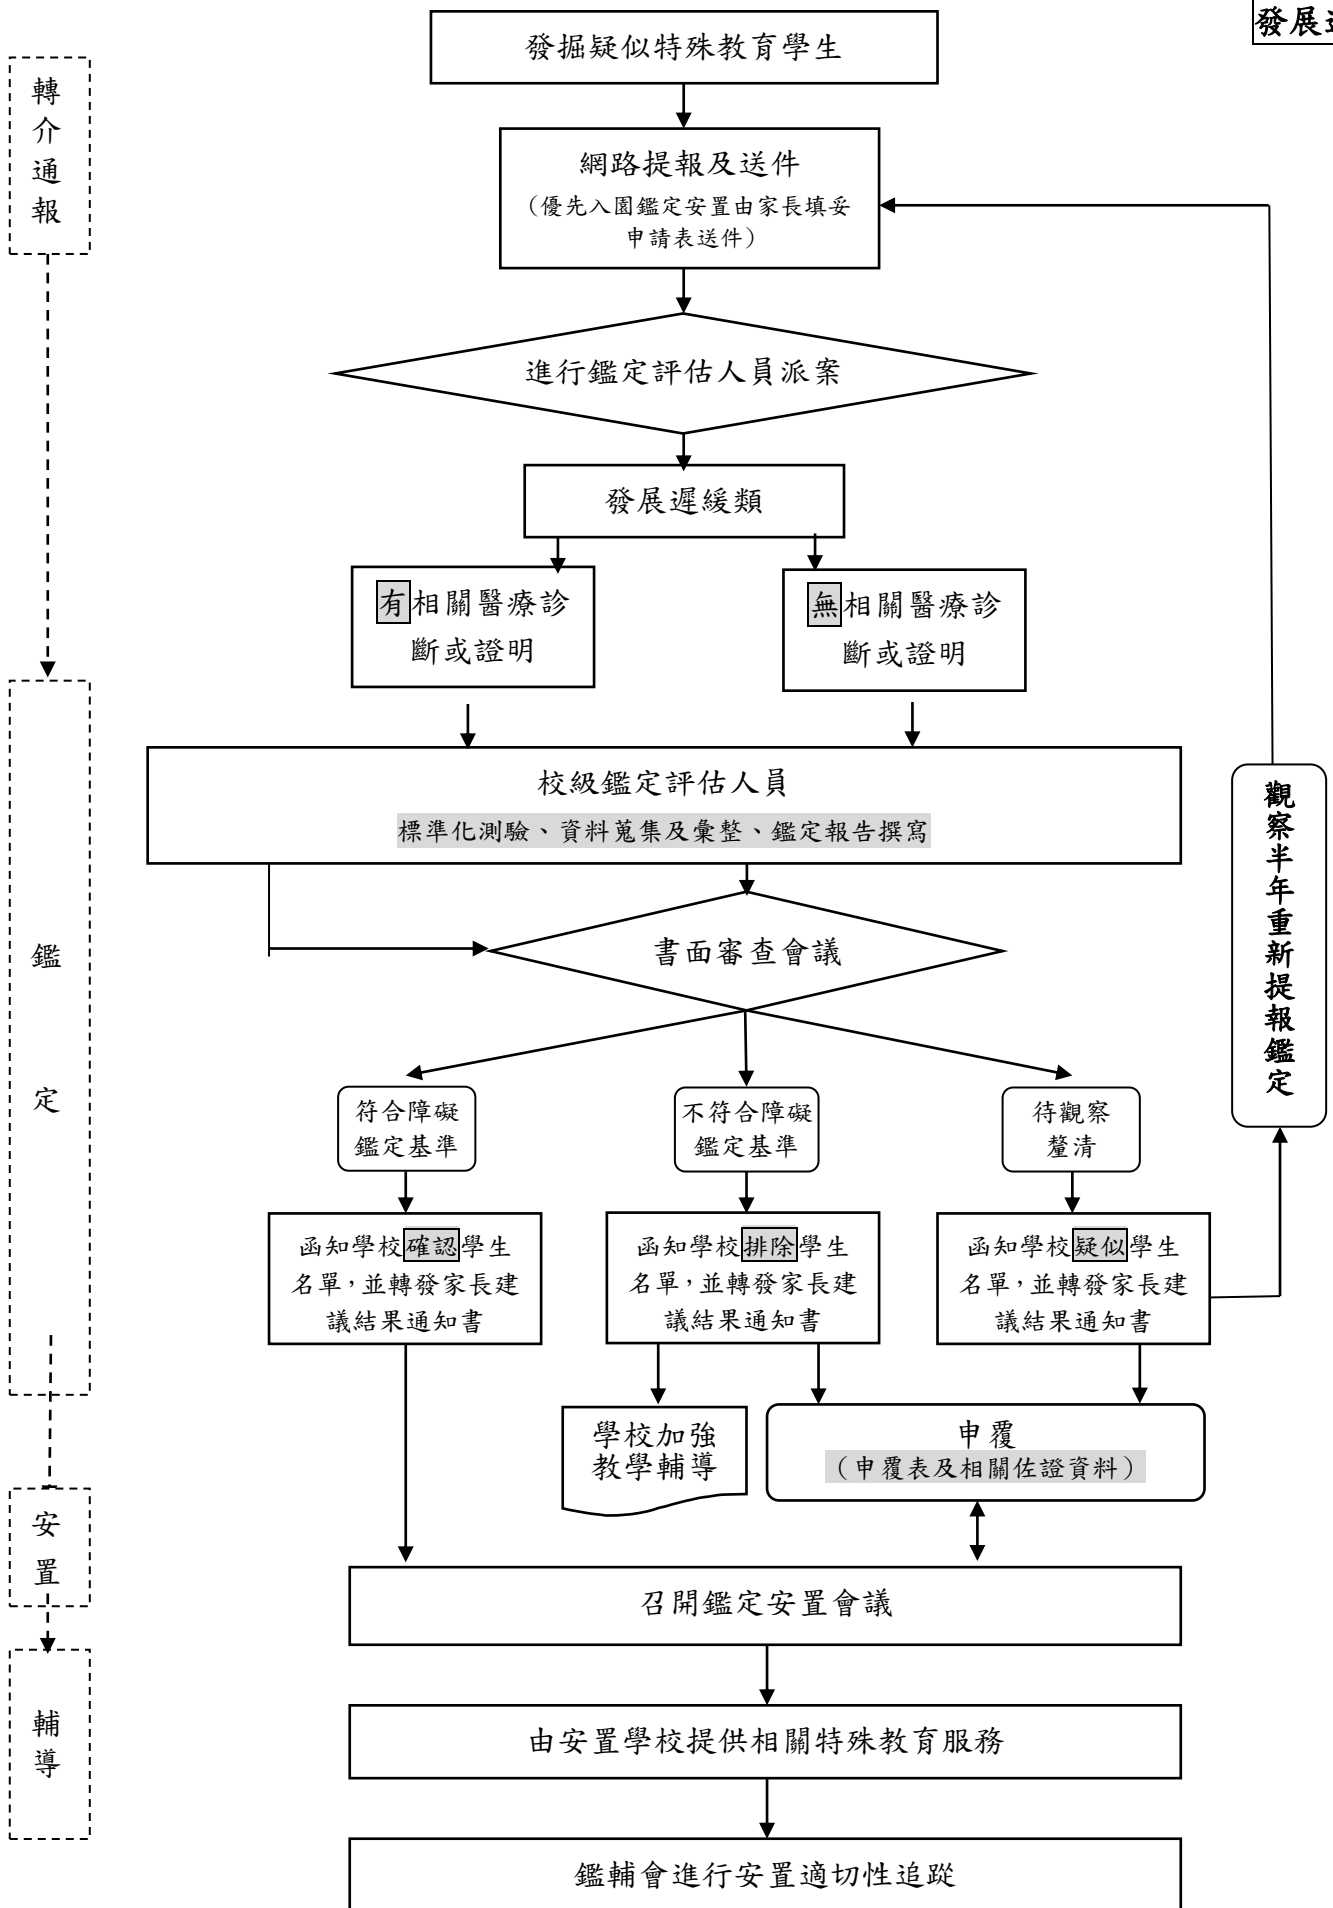 發展
發掘疑似特殊教育學生
轉介通報
網路提報及送件
（優先入園鑑定安置由家長填妥
申請表送件）
進行鑑定評估人員派案
發展遲緩類
有相關醫療診
斷或證明
無相關醫療診
斷或證明
校級鑑定評估人員
標準化測驗、資料蒐集及彙整、鑑定報告撰寫
觀察半年重新提報鑑定
鑑定
書面審查會議
符合障礙
鑑定基準
不符合障礙
鑑定基準
待觀察
釐清
函知學校確認學生
名單，並轉發家長建
議結果通知書
函知學校排除學生
名單，並轉發家長建
議結果通知書
函知學校疑似學生
名單，並轉發家長建
議結果通知書
學校加強
教學輔導
申覆
（申覆表及相關佐證資料）
安置
召開鑑定安置會議
輔導
由安置學校提供相關特殊教育服務
鑑輔會進行安置適切性追蹤